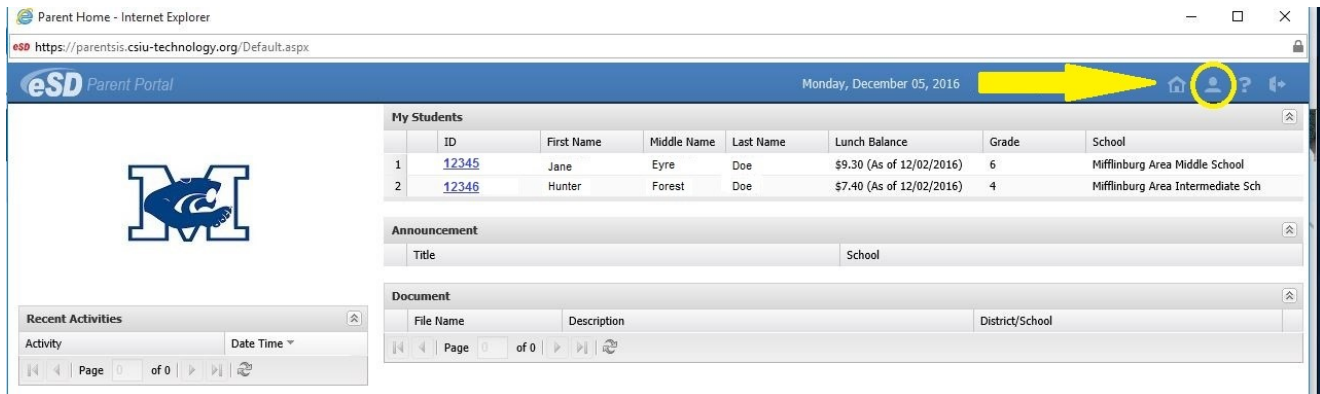 Parent Home - Internet Explorer
eSD https://parentsis.csiu-technology.org/Default.aspx
eSD Parent Portal Monday, December 05, 2016 ?
My Students
ID First Name Middle Name Last Name Lunch Balance Grade School
1 12345 Jane Eyre Doe $9.30 (As of 12/02/2016) 6 Mifflinburg Area Middle School
2 12346 Hunter Forest Doe $7.40 (As of 12/02/2016) 4 Mifflinburg Area Intermediate Sch
M
Announcement
Title School
Document
File Name Description District/School
Page 0 of 0
Recent Activities
Activity Date Time
Page 0 of 0